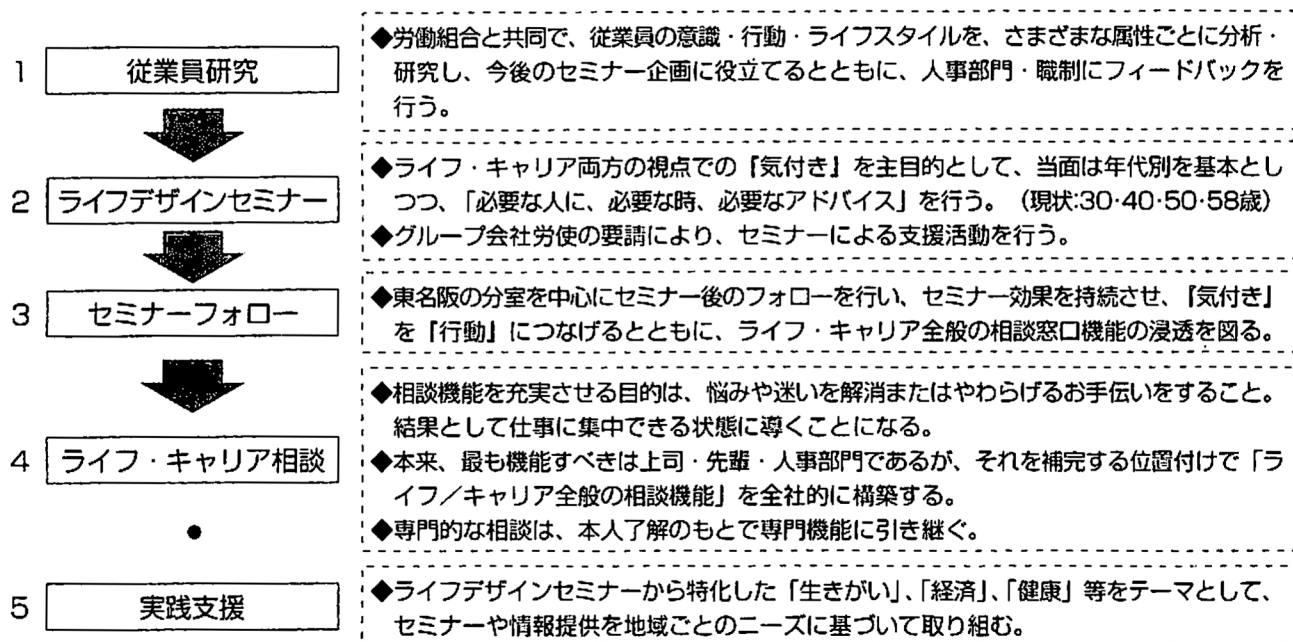 1 従業員研究
◆労働組合と共同で、従業員の意識・行動・ライフスタイルを、さまざまな属性ごとに分析・
研究し、今後のセミナー企画に役立てるとともに、人事部門・職制にフィードバックを
行う。
2 ライフデザインセミナー
◆ライフ・キャリア両方の視点での『気付き』を主目的として、当面は年代別を基本とし
つつ、「必要な人に、必要な時、必要なアドバイス」を行う。（現状:30・40・50・58歳）
◆グループ会社労使の要請により、セミナーによる支援活動を行う。
3 セミナーフォロー
◆東名阪の分室を中心にセミナー後のフォローを行い、セミナー効果を持続させ、『気付き』
を『行動』につなげるとともに、ライフ・キャリア全般の相談窓口機能の浸透を図る。
4 ライフ・キャリア相談
◆相談機能を充実させる目的は、悩みや迷いを解消またはやわらげるお手伝いをすること。
結果として仕事に集中できる状態に導くことになる。
◆本来、最も機能すべきは上司・先輩・人事部門であるが、それを補完する位置付けで「ラ
イフ／キャリア全般の相談機能」を全社的に構築する。
◆専門的な相談は、本人了解のもとで専門機能に引き継ぐ。
5 実践支援
◆ライフデザインセミナーから特化した「生きがい」、「経済」、「健康」等をテーマとして、
セミナーや情報提供を地域ごとのニーズに基づいて取り組む。